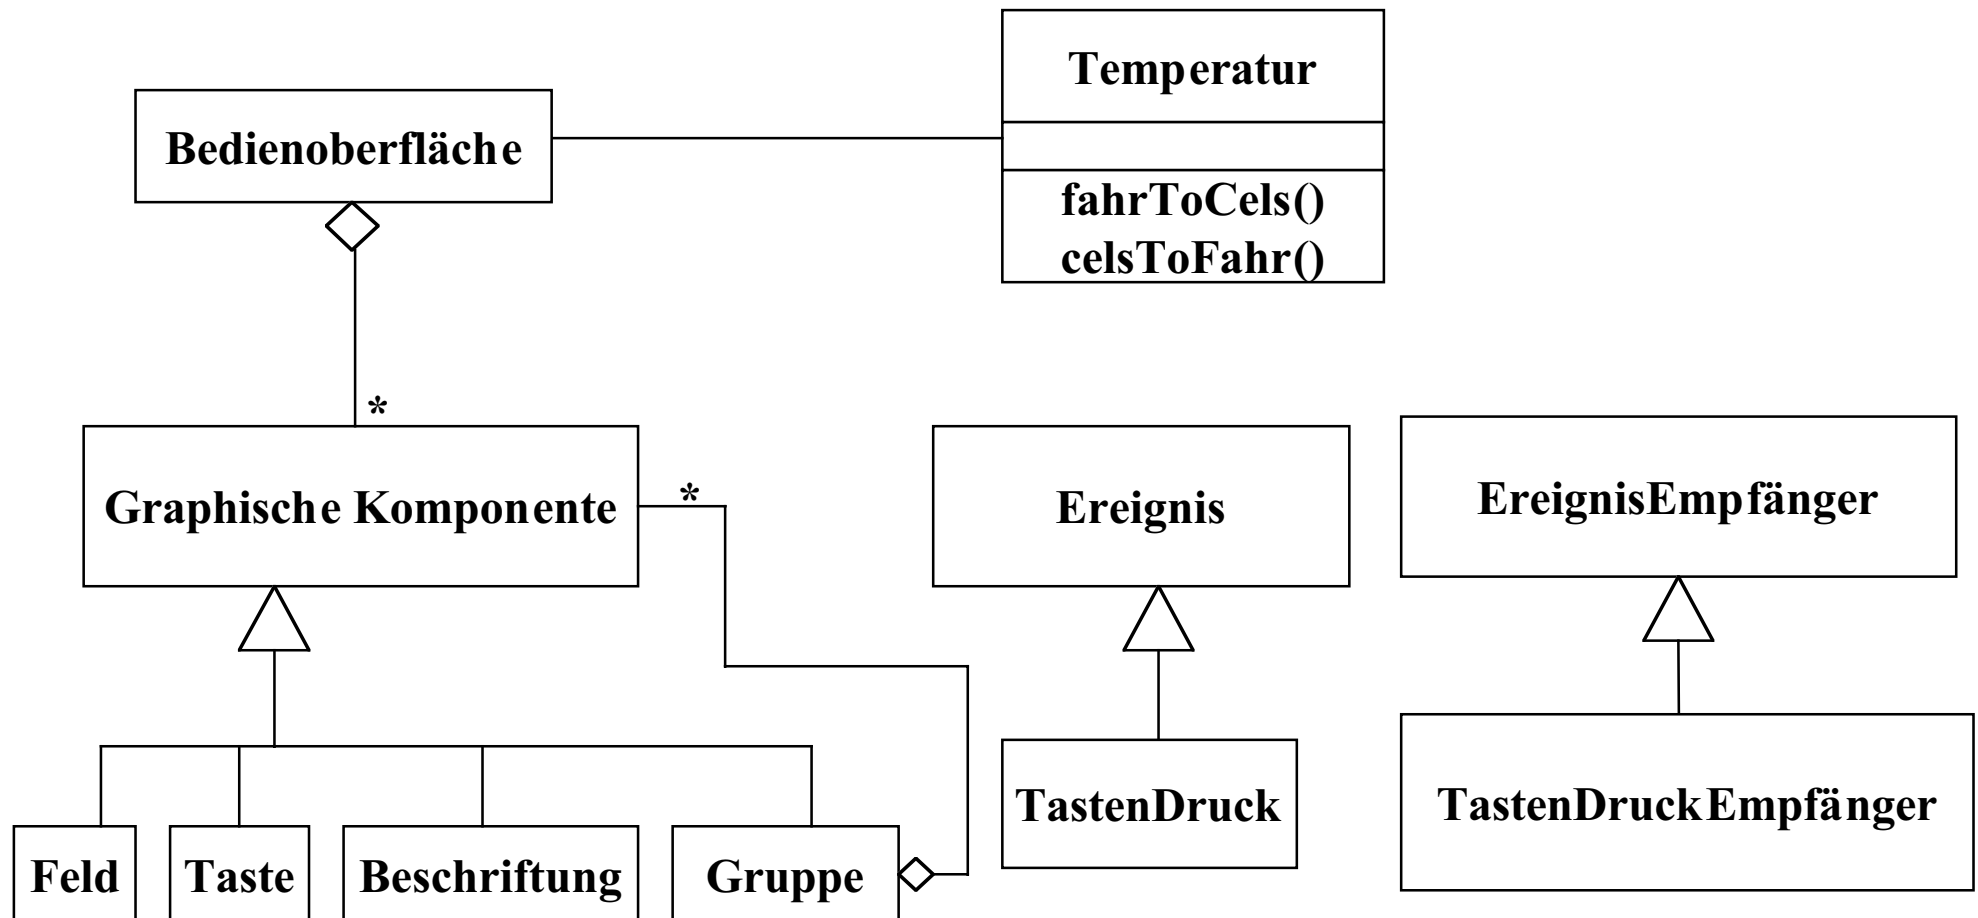 Temperatur
Bedienoberfläche
fahrToCels()
celsToFahr()
*
Graphische Komponente
*
Ereignis
EreignisEmpfänger
TastenDruck
TastenDruckEmpfänger
Feld
Taste
Beschriftung
Gruppe